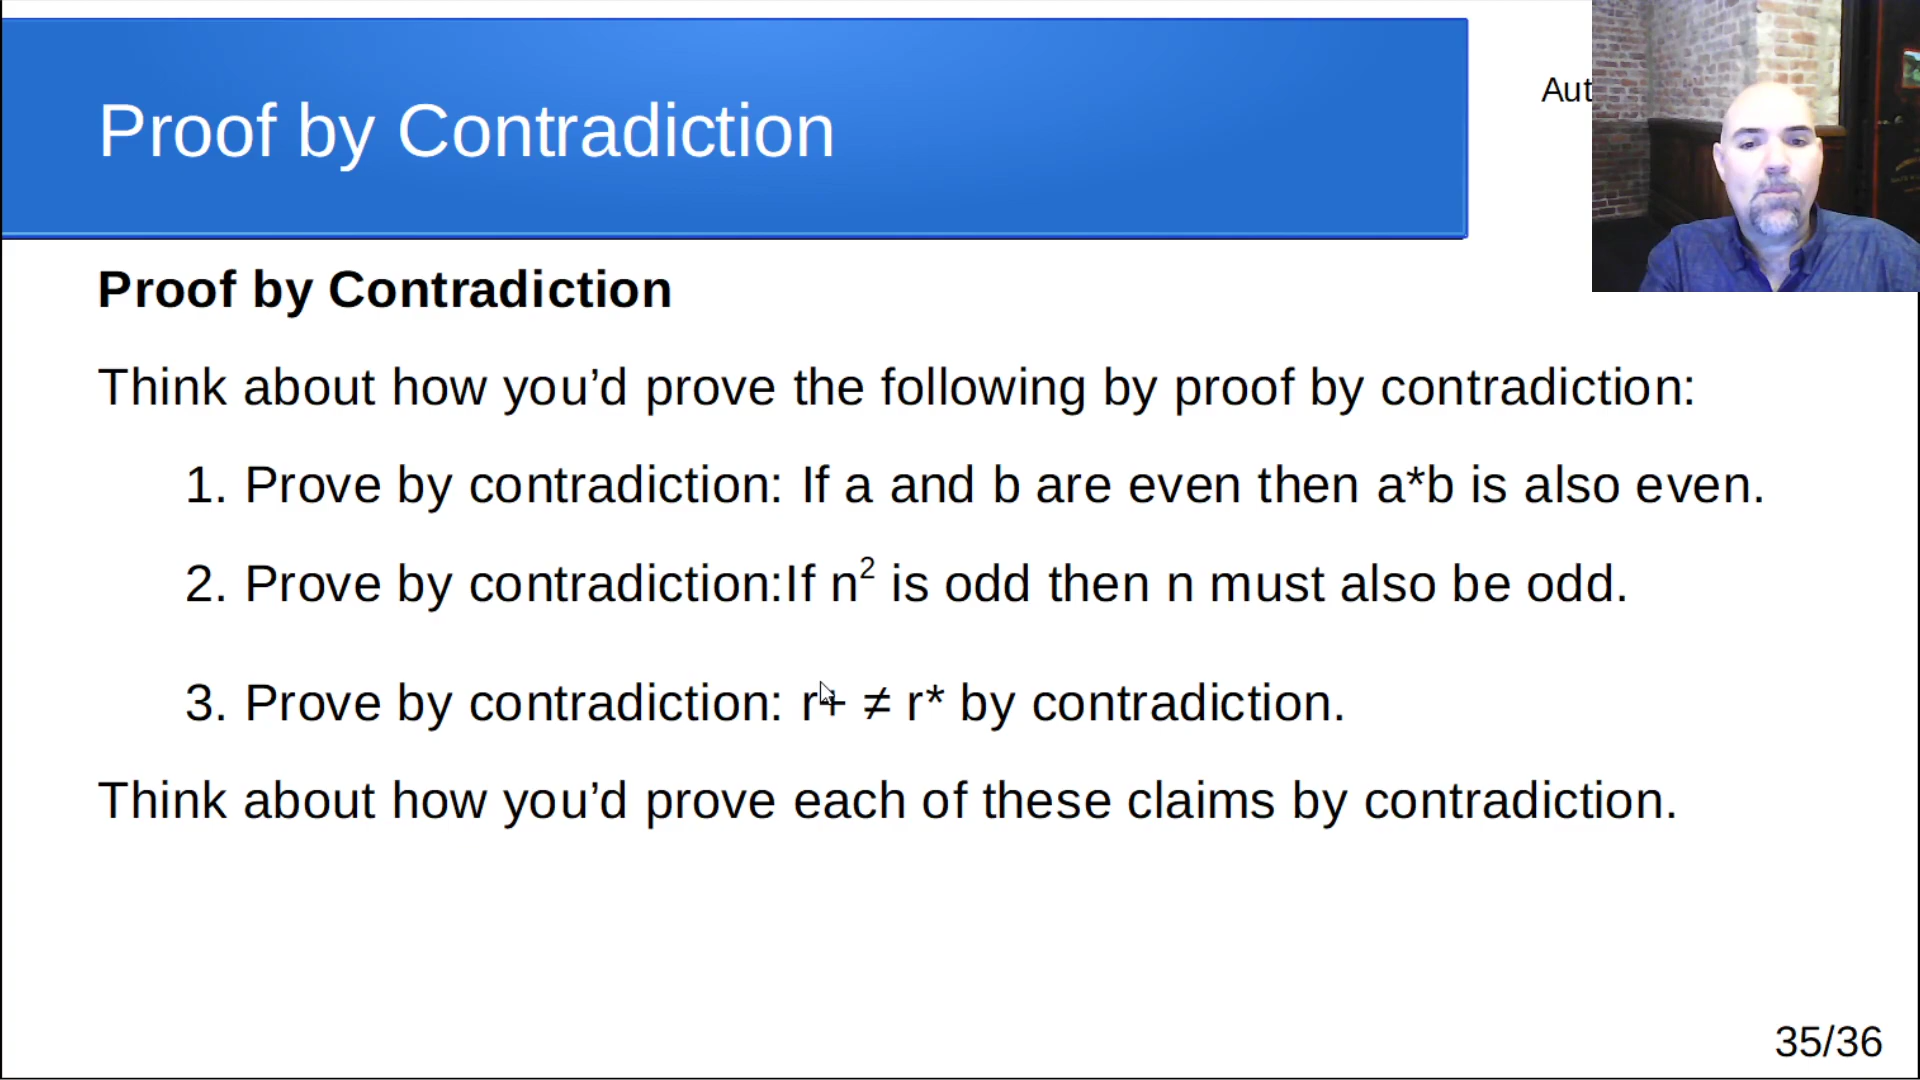 Proof by Contradiction
Aut
Proof by Contradiction
Think about how you’d prove the following by proof by contradiction:
1. Prove by contradiction: If a and b are even then a*b is also even.
2. Prove by contradiction:If n² is odd then n must also be odd.
3. Prove by contradiction: r+ ≠ r* by contradiction.
Think about how you’d prove each of these claims by contradiction.
35/36